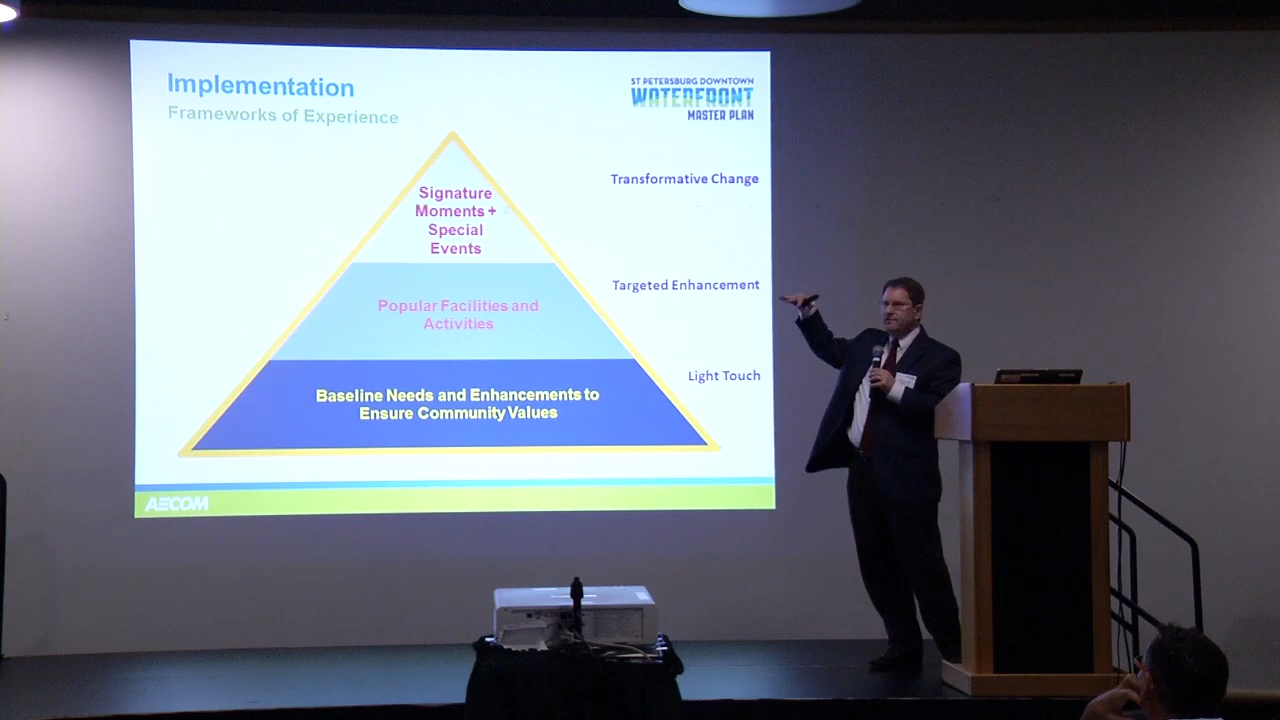 Implementation
Frameworks of Experience
ST PETERSBURG DOWNTOWN
WATERFRONT
MASTER PLAN
Signature
Moments +
Special
Events
Transformative Change
Popular Facilities and
Activities
Targeted Enhancement
Baseline Needs and Enhancements to
Ensure Community Values
Light Touch
AECOM